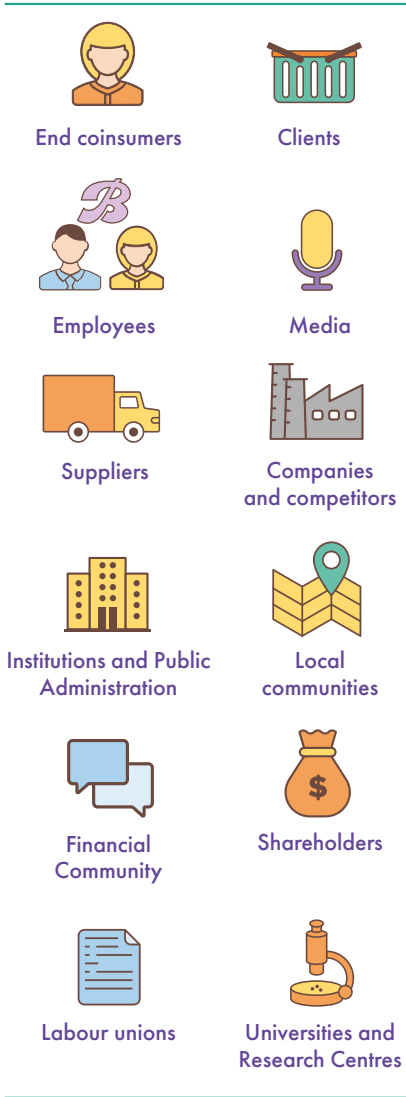 End coinsumers
Clients
B
Employees
Media
Suppliers
Companies
and competitors
Institutions and Public
Administration
Local
communities
Financial
Community
$
Shareholders
Labour unions
Universities and
Research Centres